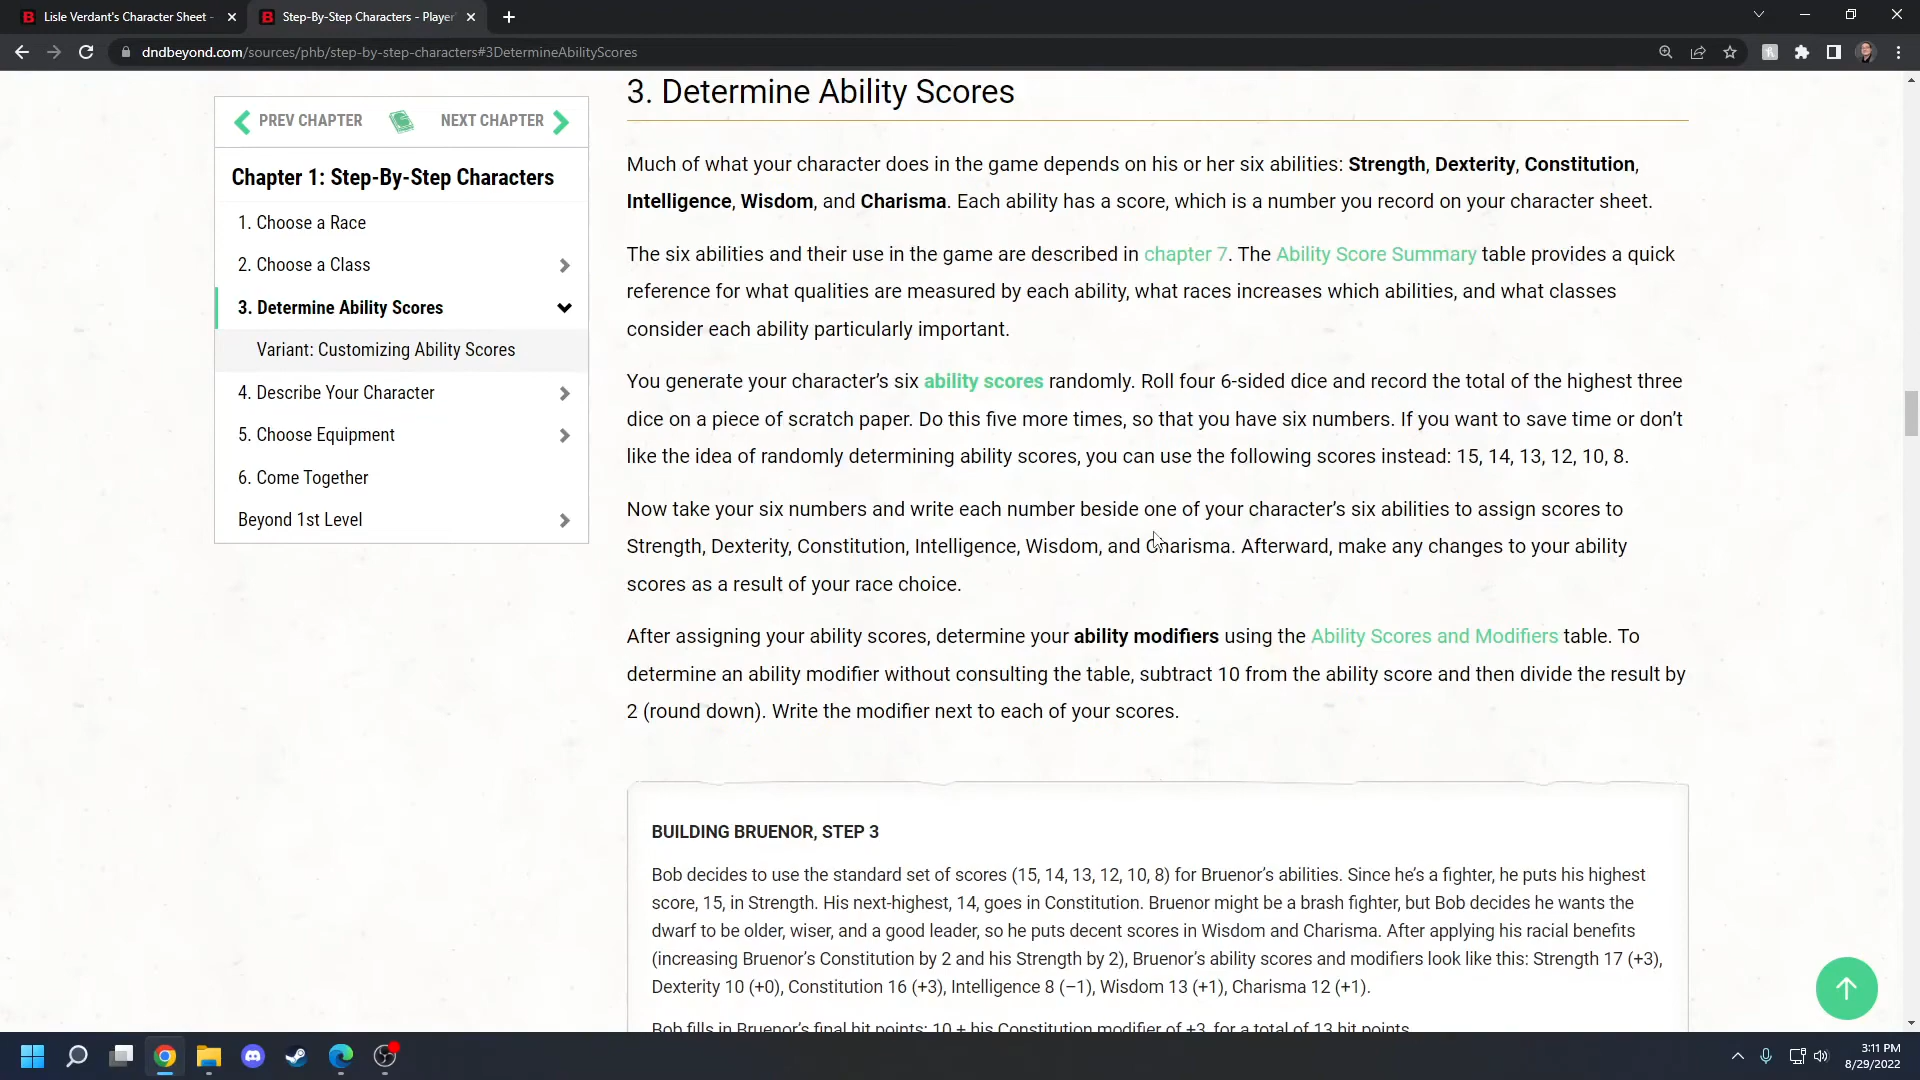 Lisle Verdant's Character Sheet -
Step-By-Step Characters - Player'
dndbeyond.com/sources/phb/step-by-step-characters#3DetermineAbilityScores
PREV CHAPTER
NEXT CHAPTER
Chapter 1: Step-By-Step Characters
1. Choose a Race
2. Choose a Class
3. Determine Ability Scores
Variant: Customizing Ability Scores
4. Describe Your Character
5. Choose Equipment
6. Come Together
Beyond 1st Level
3. Determine Ability Scores
Much of what your character does in the game depends on his or her six abilities: Strength, Dexterity, Constitution,
Intelligence, Wisdom, and Charisma. Each ability has a score, which is a number you record on your character sheet.
The six abilities and their use in the game are described in chapter 7. The Ability Score Summary table provides a quick
reference for what qualities are measured by each ability, what races increases which abilities, and what classes
consider each ability particularly important.
You generate your character’s six ability scores randomly. Roll four 6-sided dice and record the total of the highest three
dice on a piece of scratch paper. Do this five more times, so that you have six numbers. If you want to save time or don’t
like the idea of randomly determining ability scores, you can use the following scores instead: 15, 14, 13, 12, 10, 8.
Now take your six numbers and write each number beside one of your character’s six abilities to assign scores to
Strength, Dexterity, Constitution, Intelligence, Wisdom, and Charisma. Afterward, make any changes to your ability
scores as a result of your race choice.
After assigning your ability scores, determine your ability modifiers using the Ability Scores and Modifiers table. To
determine an ability modifier without consulting the table, subtract 10 from the ability score and then divide the result by
2 (round down). Write the modifier next to each of your scores.
BUILDING BRUENOR, STEP 3
Bob decides to use the standard set of scores (15, 14, 13, 12, 10, 8) for Bruenor’s abilities. Since he’s a fighter, he puts his highest
score, 15, in Strength. His next-highest, 14, goes in Constitution. Bruenor might be a brash fighter, but Bob decides he wants the
dwarf to be older, wiser, and a good leader, so he puts decent scores in Wisdom and Charisma. After applying his racial benefits
(increasing Bruenor’s Constitution by 2 and his Strength by 2), Bruenor’s ability scores and modifiers look like this: Strength 17 (+3),
Dexterity 10 (+0), Constitution 16 (+3), Intelligence 8 (−1), Wisdom 13 (+1), Charisma 12 (+1).
Bob fills in Bruenor’s final hit points: 10 + his Constitution modifier of +3, for a total of 13 hit points.
3:11 PM
8/29/2022